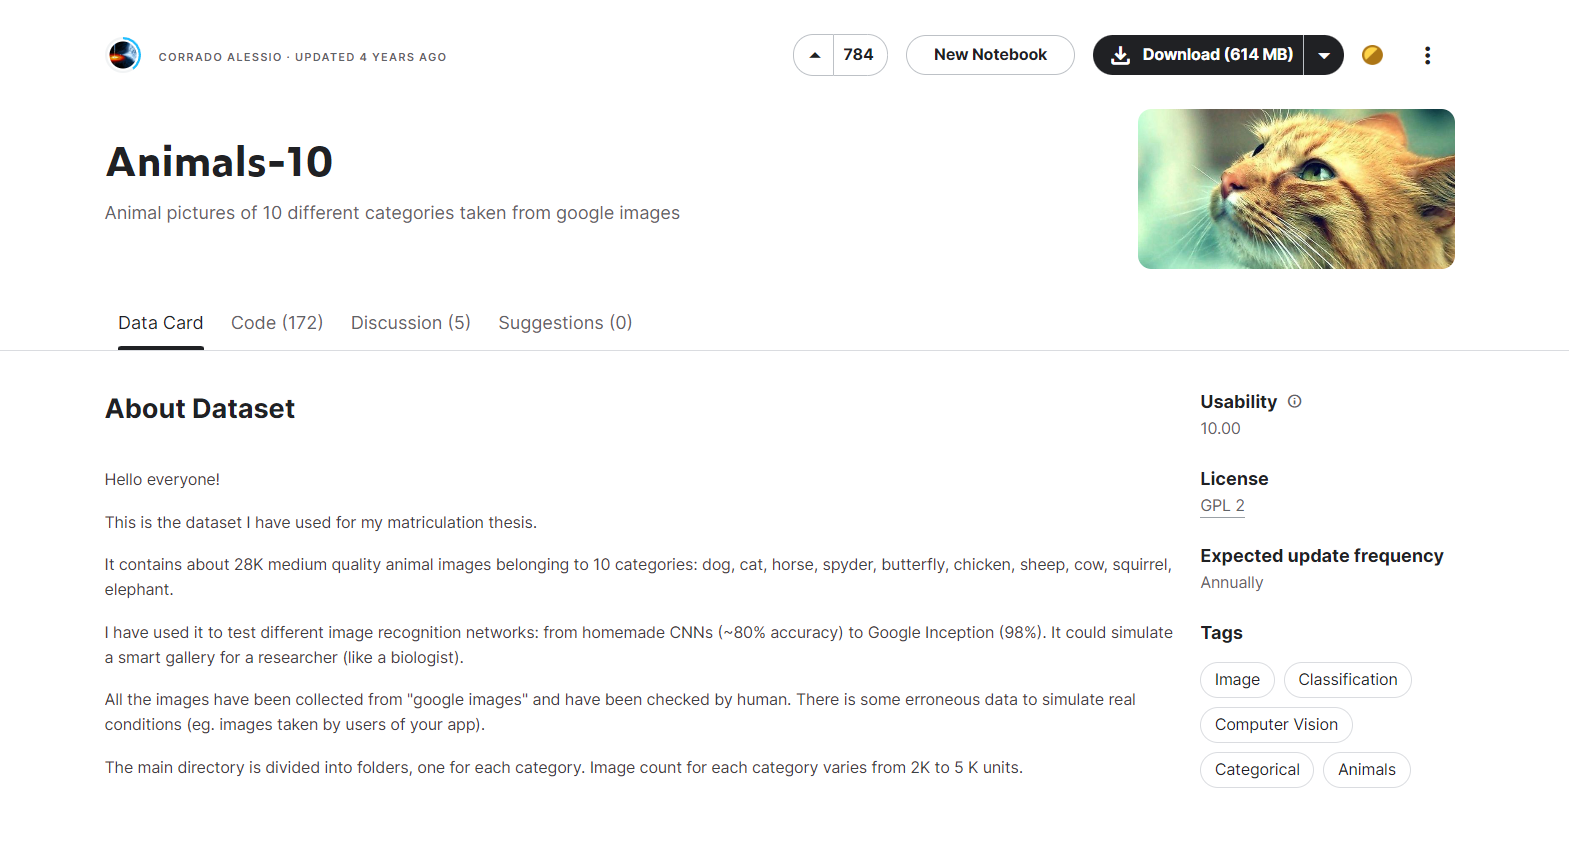 CORRADO ALESSIO · UPDATED 4 YEARS AGO
784
New Notebook
Download (614 MB)
Animals-10
Animal pictures of 10 different categories taken from google images
Data Card
Code (172)
Discussion (5)
Suggestions (0)
About Dataset
Hello everyone!
This is the dataset I have used for my matriculation thesis.
It contains about 28K medium quality animal images belonging to 10 categories: dog, cat, horse, spyder, butterfly, chicken, sheep, cow, squirrel,
elephant.
I have used it to test different image recognition networks: from homemade CNNs (~80% accuracy) to Google Inception (98%). It could simulate
a smart gallery for a researcher (like a biologist).
All the images have been collected from "google images" and have been checked by human. There is some erroneous data to simulate real
conditions (eg. images taken by users of your app).
The main directory is divided into folders, one for each category. Image count for each category varies from 2K to 5 K units.
Usability
10.00
License
GPL 2
Expected update frequency
Annually
Tags
Image
Classification
Computer Vision
Categorical
Animals